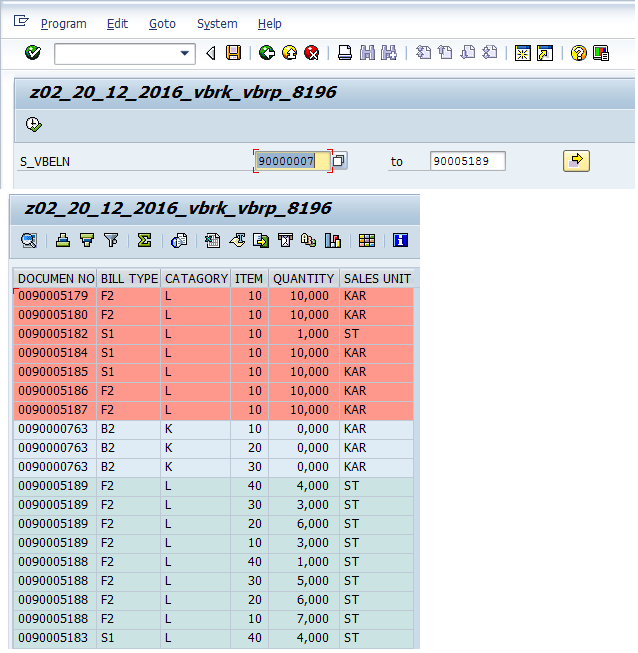 Program Edit Goto System Help
z02_20_12_2016_vbrk_vbrp_8196
S_VBELN 90000007 to 90005189
z02_20_12_2016_vbrk_vbrp_8196
DOCUMEN NO BILL TYPE CATAGORY ITEM QUANTITY SALES UNIT
0090005179 F2 L 10 10,000 KAR
0090005180 F2 L 10 10,000 KAR
0090005182 S1 L 10 1,000 ST
0090005184 S1 L 10 10,000 KAR
0090005185 S1 L 10 10,000 KAR
0090005186 F2 L 10 10,000 KAR
0090005187 F2 L 10 10,000 KAR
0090000763 B2 K 10 0,000 KAR
0090000763 B2 K 20 0,000 KAR
0090000763 B2 K 30 0,000 KAR
0090005189 F2 L 40 4,000 ST
0090005189 F2 L 30 3,000 ST
0090005189 F2 L 20 6,000 ST
0090005189 F2 L 10 3,000 ST
0090005188 F2 L 40 1,000 ST
0090005188 F2 L 30 5,000 ST
0090005188 F2 L 20 6,000 ST
0090005188 F2 L 10 7,000 ST
0090005183 S1 L 40 4,000 ST